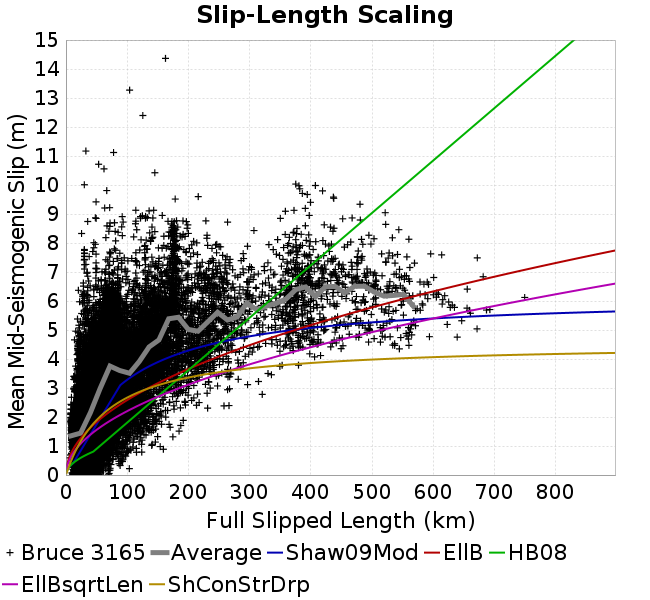 Slip-Length Scaling
Mean Mid-Seismogenic Slip (m)
15
14
13
12
11
10
9
8
7
6
5
4
3
2
1
0
0 100 200 300 400 500 600 700 800
Full Slipped Length (km)
Bruce 3165 Average Shaw09Mod EllB HB08
EllBsqrtLen ShConStrDrp